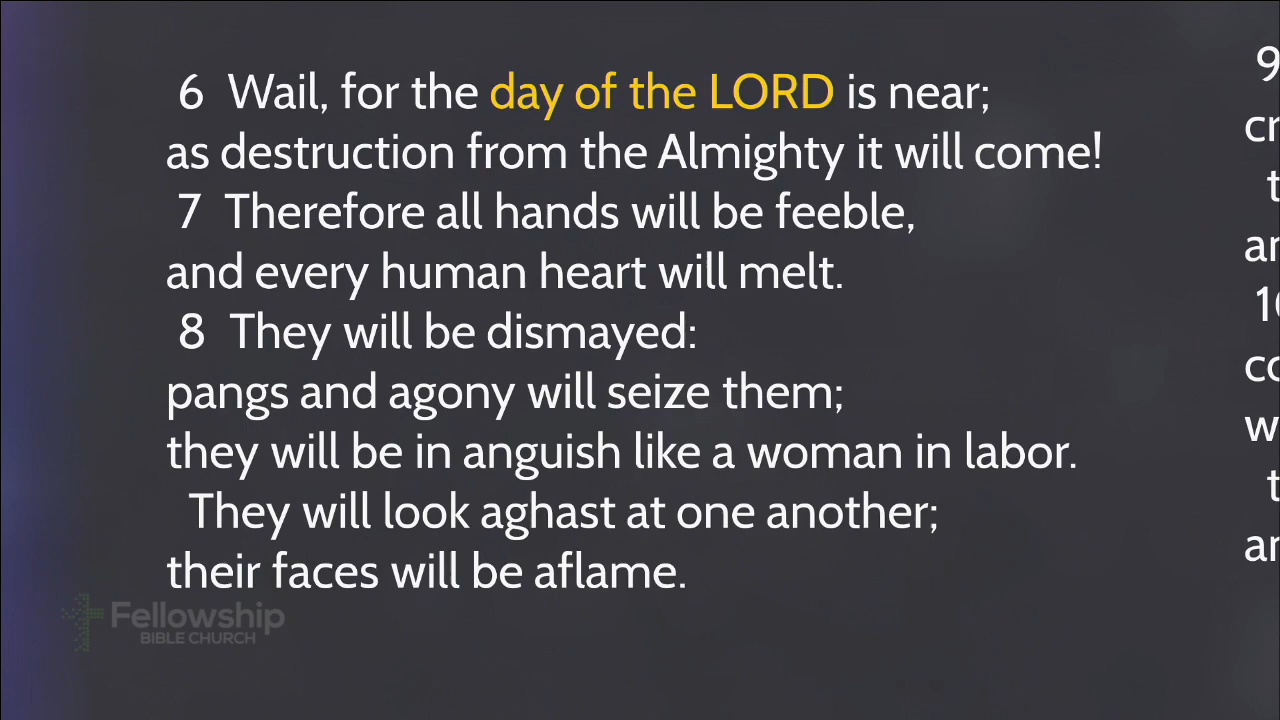 6 Wail, for the day of the LORD is near;
as destruction from the Almighty it will come!
7 Therefore all hands will be feeble,
and every human heart will melt.
8 They will be dismayed:
pangs and agony will seize them;
they will be in anguish like a woman in labor.
They will look aghast at one another;
their faces will be aflame.
Fellowship
BIBLE CHURCH
9